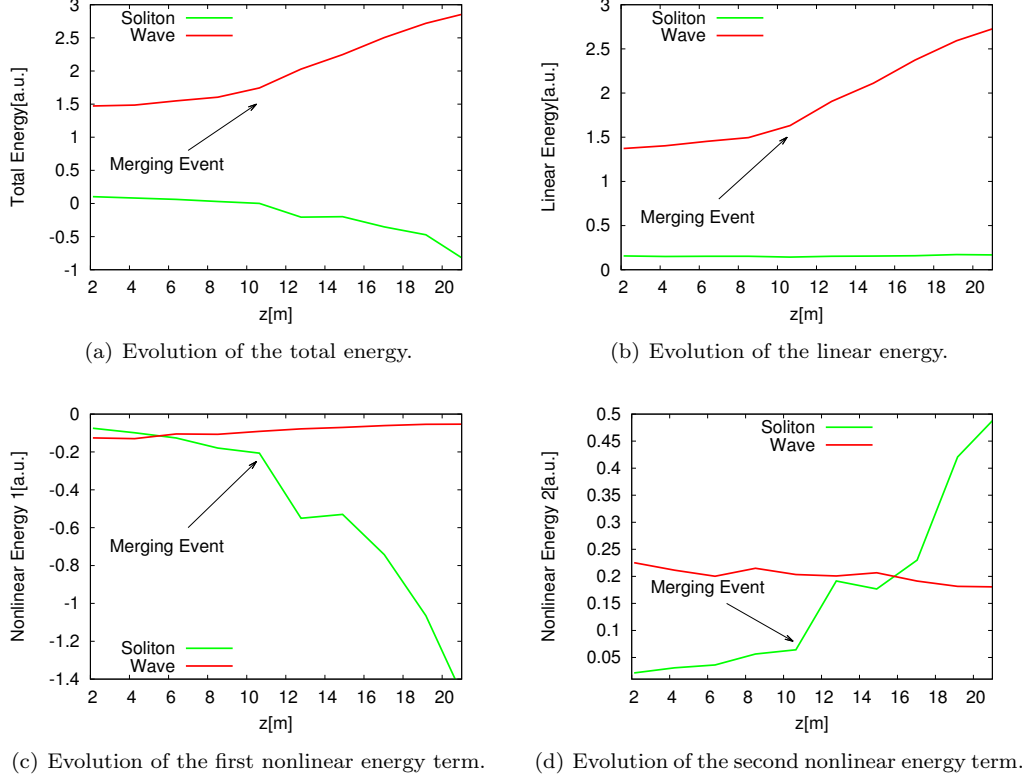 Total Energy[a.u.]
3
2.5
2
1.5
1
0.5
0
-0.5
-1
Soliton
Wave
Merging Event
2 4 6 8 10 12 14 16 18 20
z[m]
(a) Evolution of the total energy.
Linear Energy[a.u.]
3
2.5
2
1.5
1
0.5
0
Soliton
Wave
Merging Event
2 4 6 8 10 12 14 16 18 20
z[m]
(b) Evolution of the linear energy.
Nonlinear Energy 1[a.u.]
0
-0.2
-0.4
-0.6
-0.8
-1
-1.2
-1.4
Merging Event
Soliton
Wave
2 4 6 8 10 12 14 16 18 20
z[m]
(c) Evolution of the first nonlinear energy term.
Nonlinear Energy 2[a.u.]
0.5
0.45
0.4
0.35
0.3
0.25
0.2
0.15
0.1
0.05
Soliton
Wave
Merging Event
2 4 6 8 10 12 14 16 18 20
z[m]
(d) Evolution of the second nonlinear energy term.